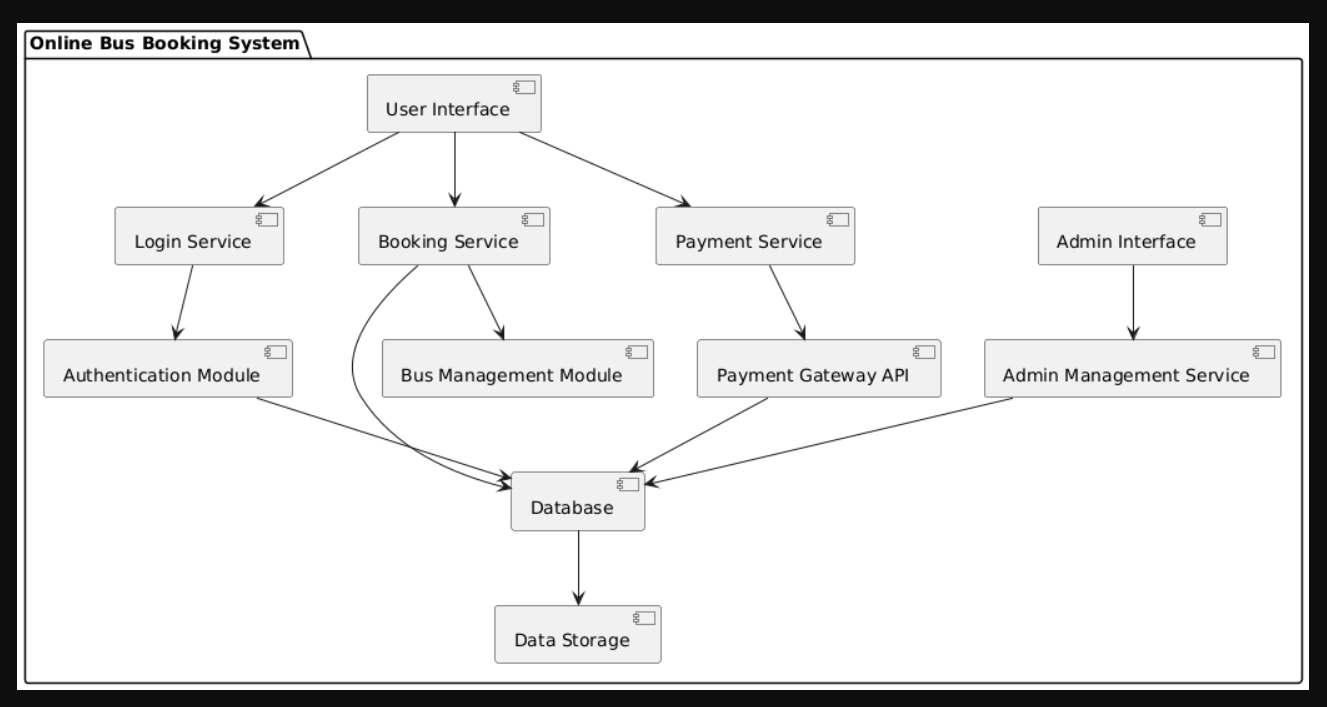 Online Bus Booking System
User Interface
Login Service
Booking Service
Payment Service
Admin Interface
Authentication Module
Bus Management Module
Payment Gateway API
Admin Management Service
Database
Data Storage